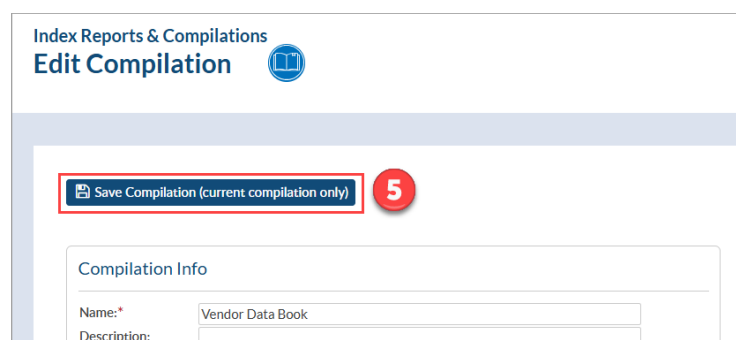 Index Reports & Compilations
Edit Compilation
Save Compilation (current compilation only)
5
Compilation Info
Name:*
Vendor Data Book
Description: